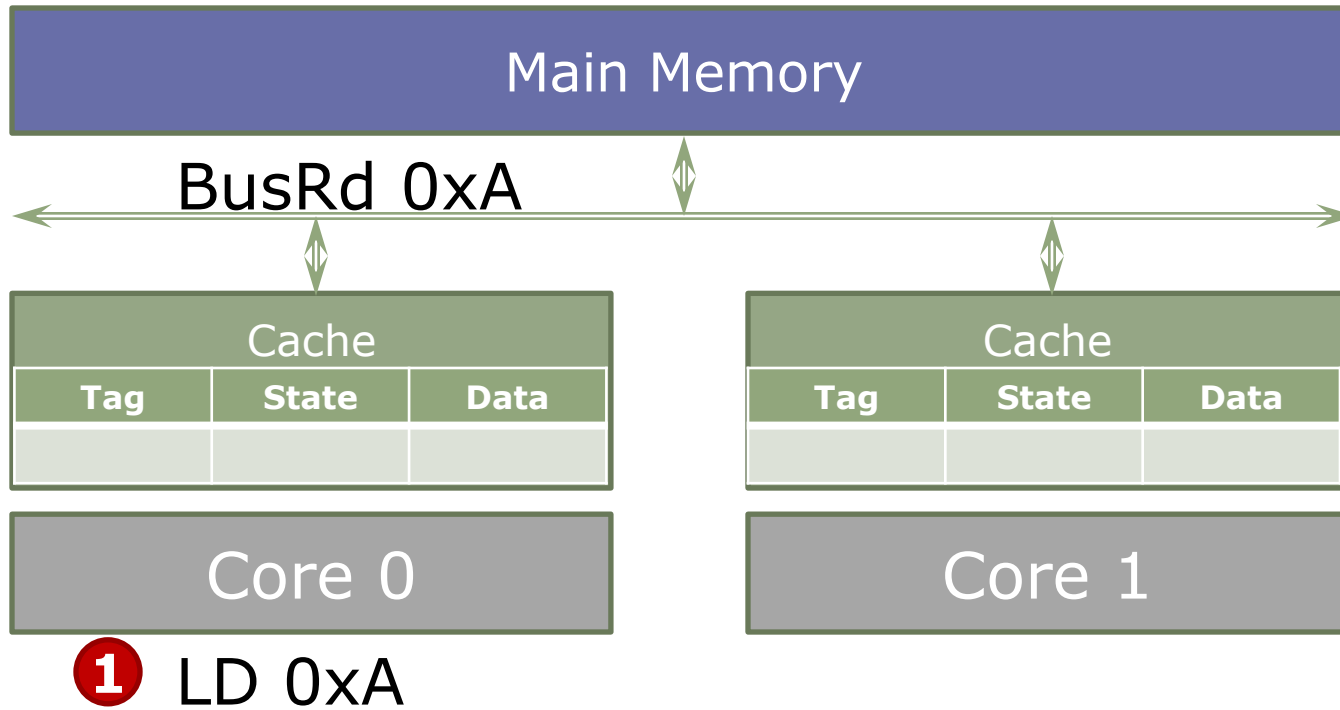 Main Memory
BusRd 0xA
Cache
Tag State Data
Cache
Tag State Data
Core 0
Core 1
1 LD 0xA